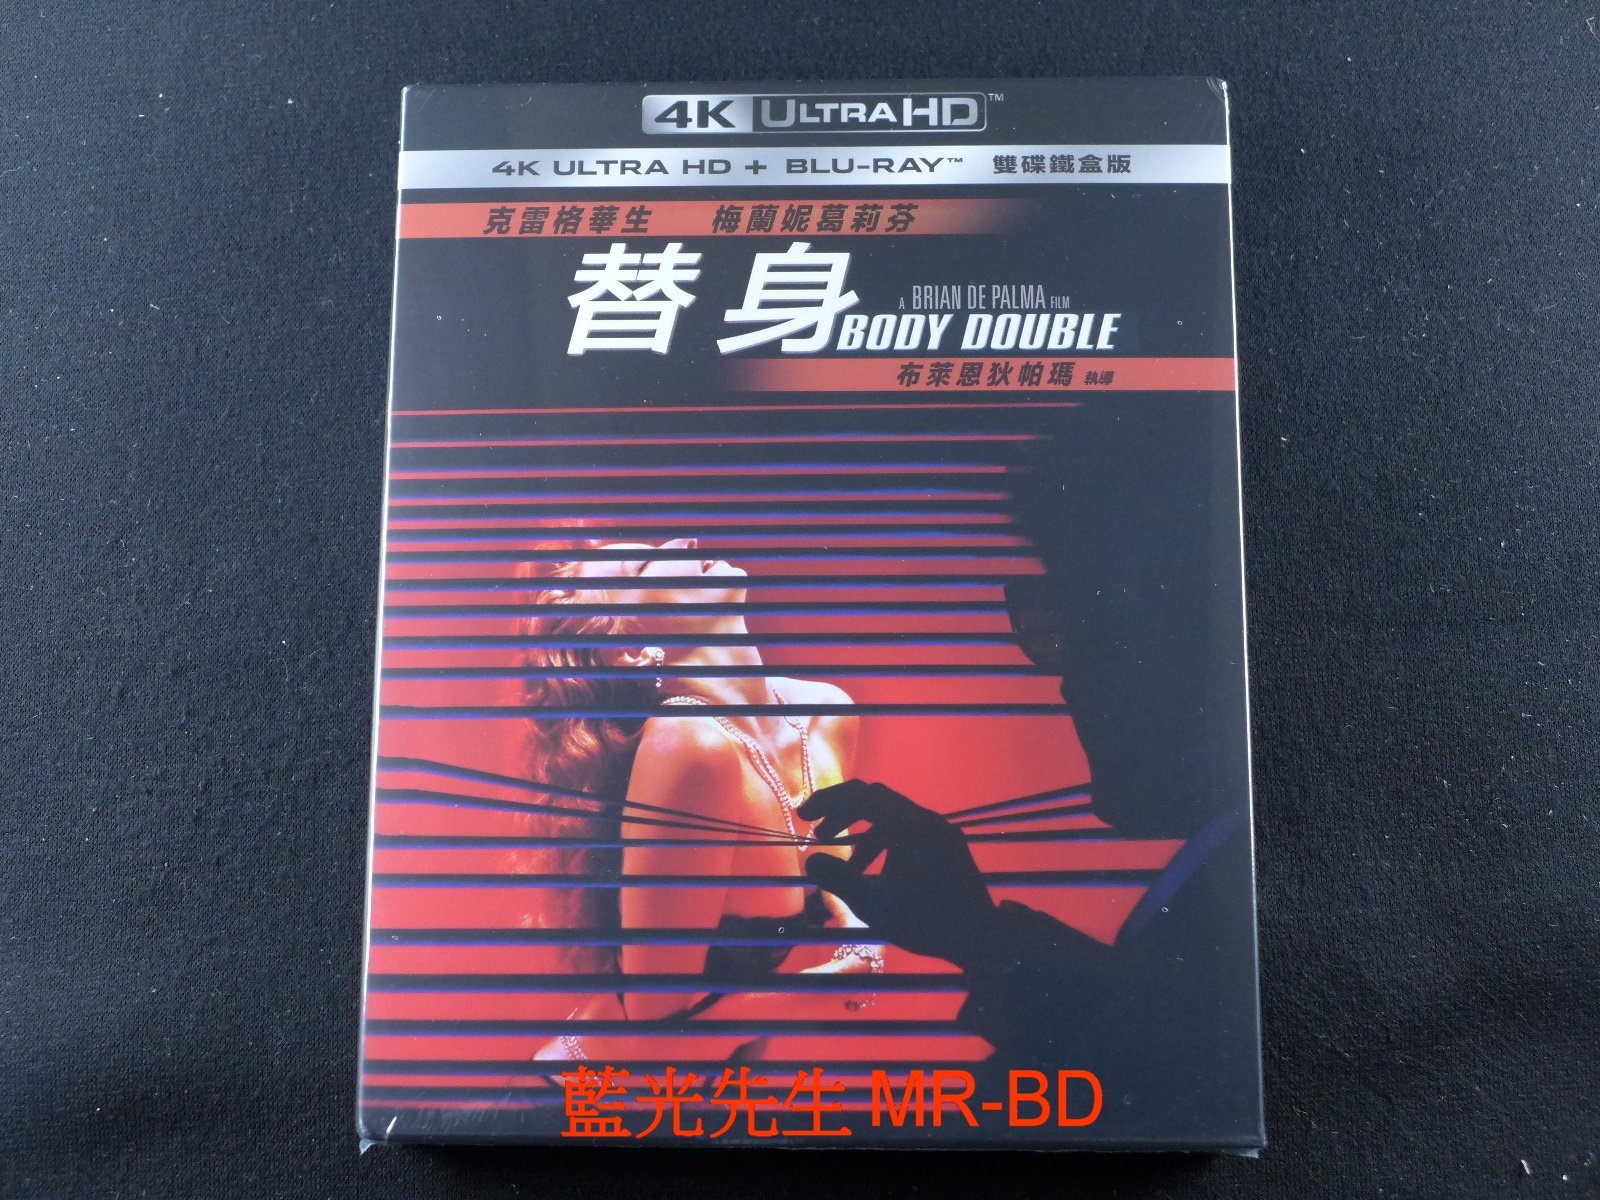 4K ULTRA HD™
4K ULTRA HD + BLU-RAY™ 雙碟鐵盒版
克雷格華生 梅蘭妮葛莉芬
替身
A BRIAN DE PALMA FILM
BODY DOUBLE
布萊恩狄帕瑪 執導
藍光先生 MR-BD